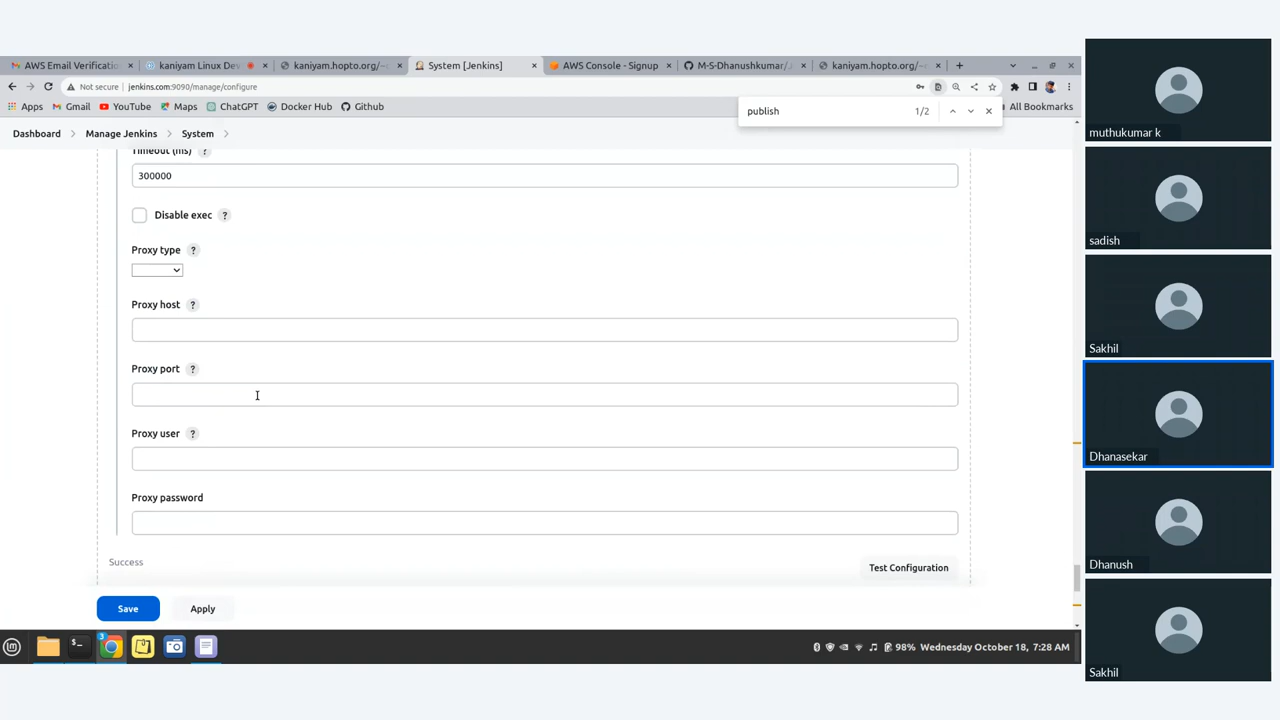 AWS Email Verificatio
kaniyam Linux Dev
kaniyam.hopto.org/~
System [Jenkins]
AWS Console - Signup
M-S-Dhanushkumar/
kaniyam.hopto.org/~
Not secure jenkins.com:9090/manage/configure
Apps Gmail YouTube Maps ChatGPT Docker Hub Github
All Bookmarks
publish 1/2
Dashboard Manage Jenkins System
Timeout (ms) ?
300000
Disable exec ?
Proxy type ?
Proxy host ?
Proxy port ?
Proxy user ?
Proxy password
Success
Test Configuration
Save Apply
3
98% Wednesday October 18, 7:28 AM
muthukumar k
sadish
Sakhil
Dhanasekar
Dhanush
Sakhil